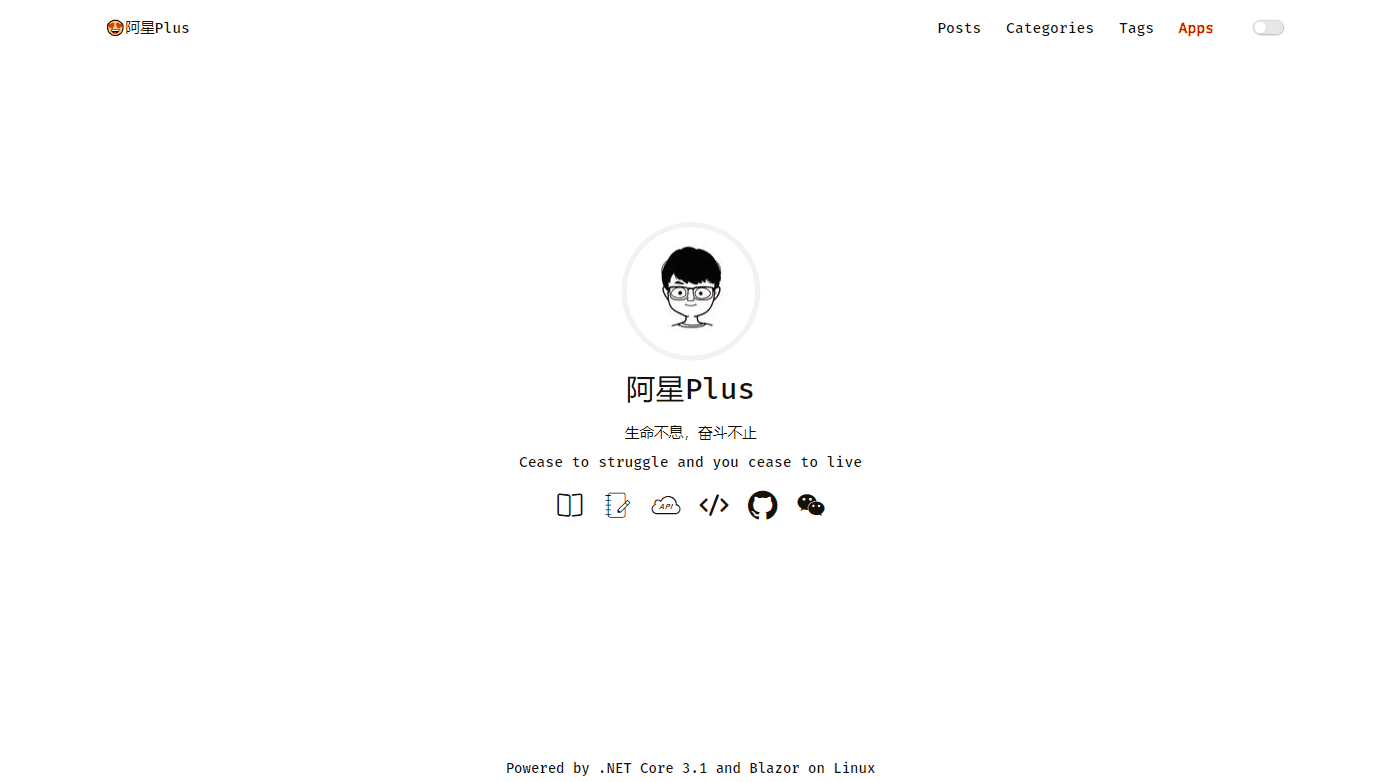 😍阿星Plus
Posts Categories Tags Apps
阿星Plus
生命不息，奋斗不止
Cease to struggle and you cease to live
API
Powered by .NET Core 3.1 and Blazor on Linux